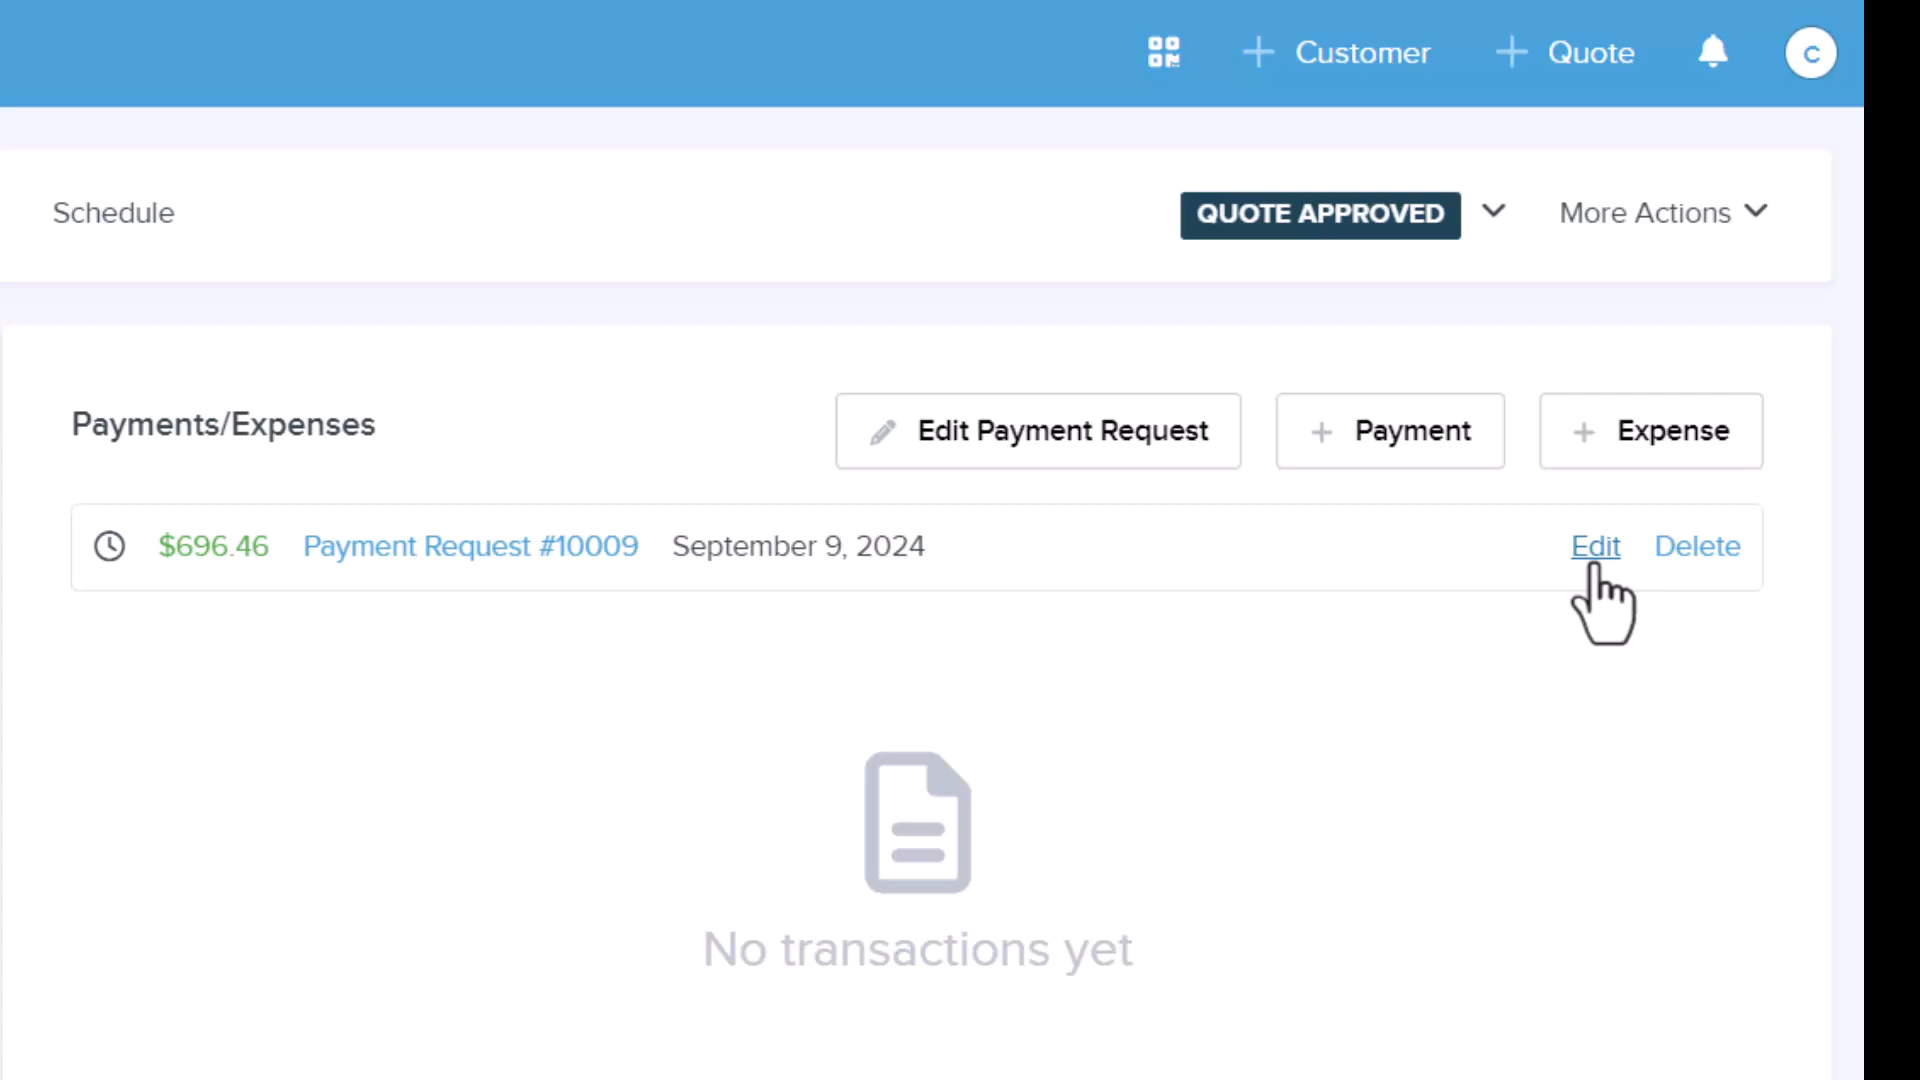 Customer
Quote
C
Schedule
QUOTE APPROVED
More Actions
Payments/Expenses
Edit Payment Request
Payment
Expense
$696.46 Payment Request #10009 September 9, 2024 Edit Delete
No transactions yet